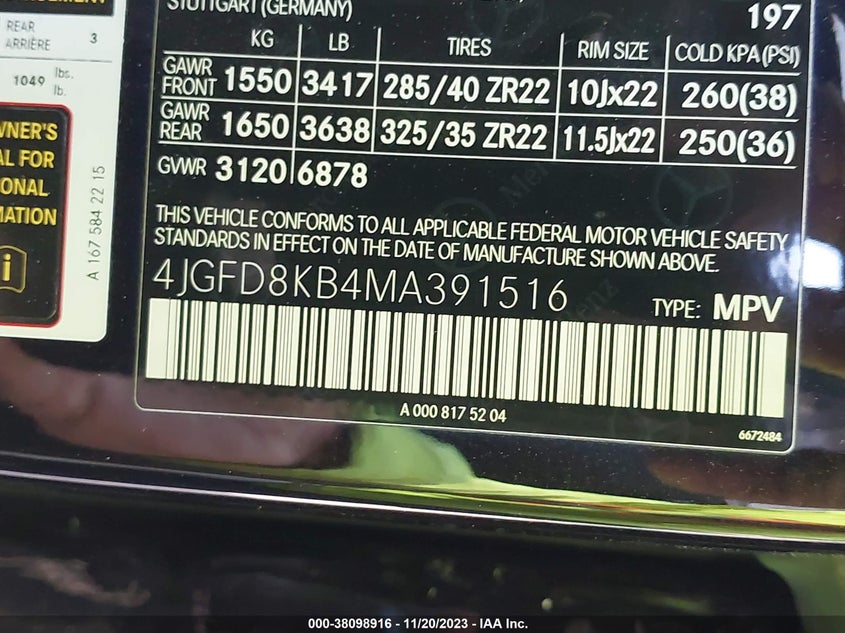 STUTTGART (GERMANY)
197
KG LB TIRES RIM SIZE COLD KPA (PSI)
GAWR FRONT 1550 3417 285/40 ZR22 10Jx22 260(38)
GAWR REAR 1650 3638 325/35 ZR22 11.5Jx22 250(36)
GVWR 3120 6878
THIS VEHICLE CONFORMS TO ALL APPLICABLE FEDERAL MOTOR VEHICLE SAFETY
STANDARDS IN EFFECT ON THE DATE OF MANUFACTURE SHOWN ABOVE.
4JGFD8KB4MA391516
TYPE: MPV
A 000 817 52 04
6672484
REAR
ARRIÈRE 3
1049 lbs.
lb.
WNER'S
AL FOR
ONAL
MATION
i
A 167 584 22 15
000-38098916 - 11/20/2023 - IAA Inc.